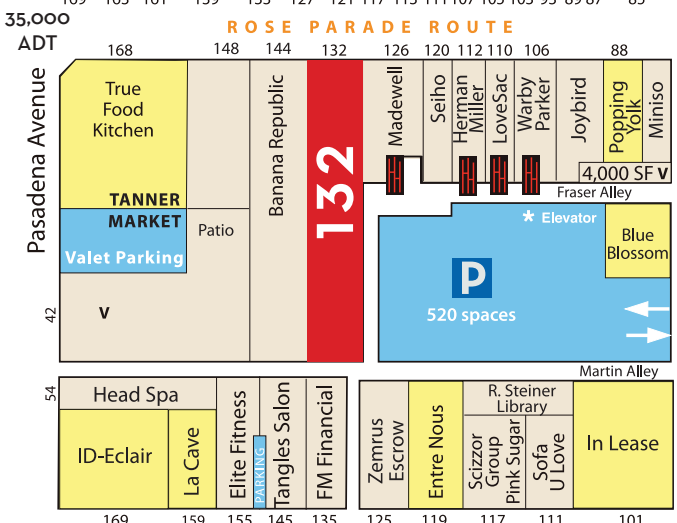 35,000
ADT
ROSE PARADE ROUTE
168
148
144
132
126
120
112
110
106
88
Pasadena Avenue
True
Food
Kitchen
TANNER
MARKET
Valet Parking
Patio
Banana Republic
132
Madewell
Seiho
Herman
Miller
LoveSac
Warby
Parker
Joybird
Popping
Yolk
Miniso
4,000 SF V
Fraser Alley
* Elevator
Blue
Blossom
P
520 spaces
V
42
Martin Alley
54
Head Spa
ID-Eclair
La Cave
Elite Fitness
PARKING
Tangles Salon
FM Financial
Zemrus
Escrow
Entre Nous
R. Steiner
Library
Scizzor
Group
Pink Sugar
Sofa
U Love
In Lease
169
159
155
145
135
125
119
117
111
101